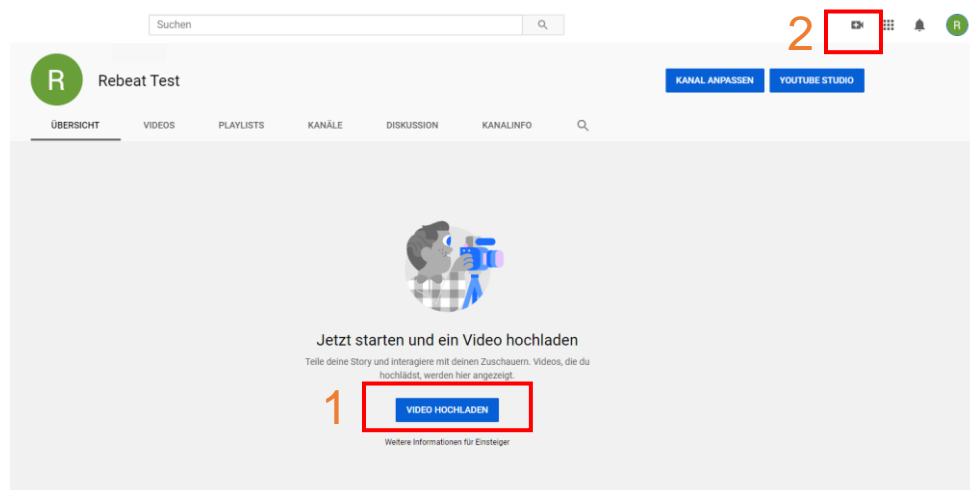 Suchen
2
R
R
Rebeat Test
KANAL ANPASSEN
YOUTUBE STUDIO
ÜBERSICHT
VIDEOS
PLAYLISTS
KANÄLE
DISKUSSION
KANALINFO
Jetzt starten und ein Video hochladen
Teile deine Story und interagiere mit deinen Zuschauern. Videos, die du
hochlädst, werden hier angezeigt.
1
VIDEO HOCHLADEN
Weitere Informationen für Einsteiger